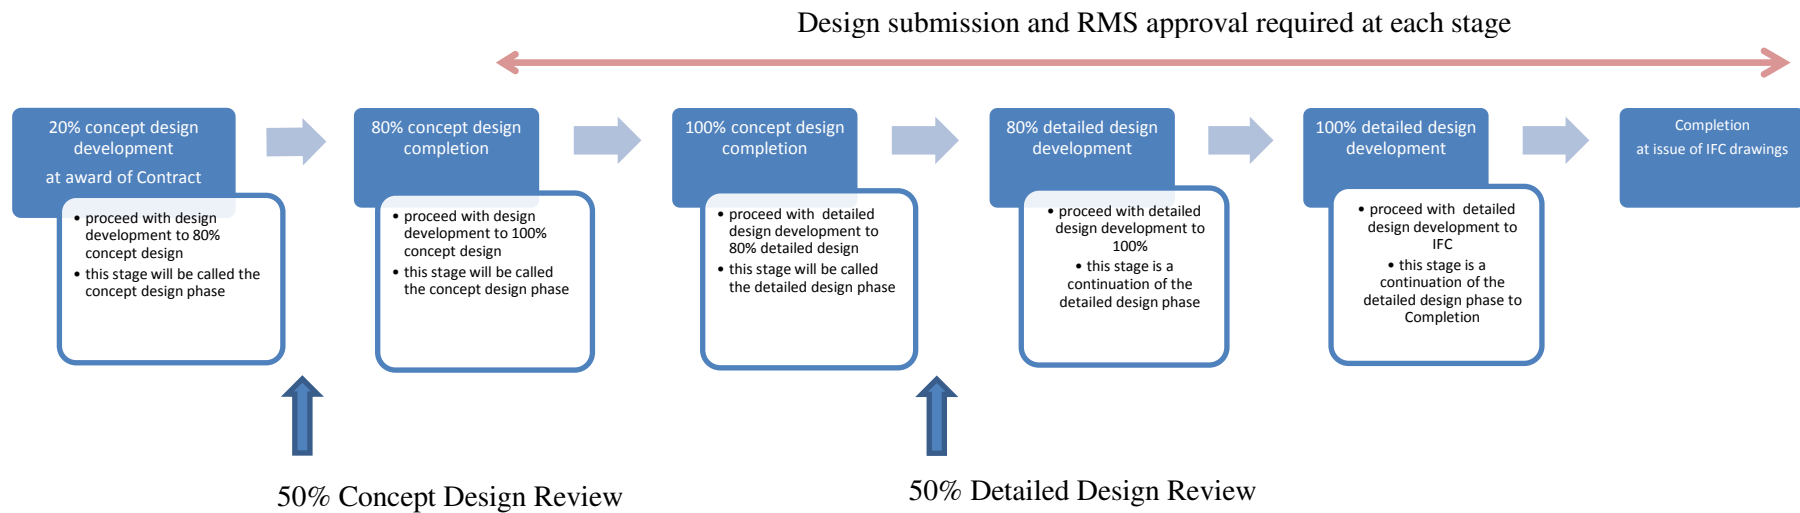 Design submission and RMS approval required at each stage
20% concept design
development
at award of Contract
• proceed with design
development to 80%
concept design
• this stage will be called the
concept design phase
80% concept design
completion
• proceed with design
development to 100%
concept design
• this stage will be called
the concept design phase
100% concept design
completion
• proceed with detailed
design development to
80% detailed design
• this stage will be called
the detailed design phase
80% detailed design
development
• proceed with detailed
design development to
100%
• this stage is a
continuation of the
detailed design phase
100% detailed design
development
• proceed with detailed
design development to
IFC
• this stage is a
continuation of the
detailed design phase to
Completion
Completion
at issue of IFC drawings
50% Concept Design Review
50% Detailed Design Review